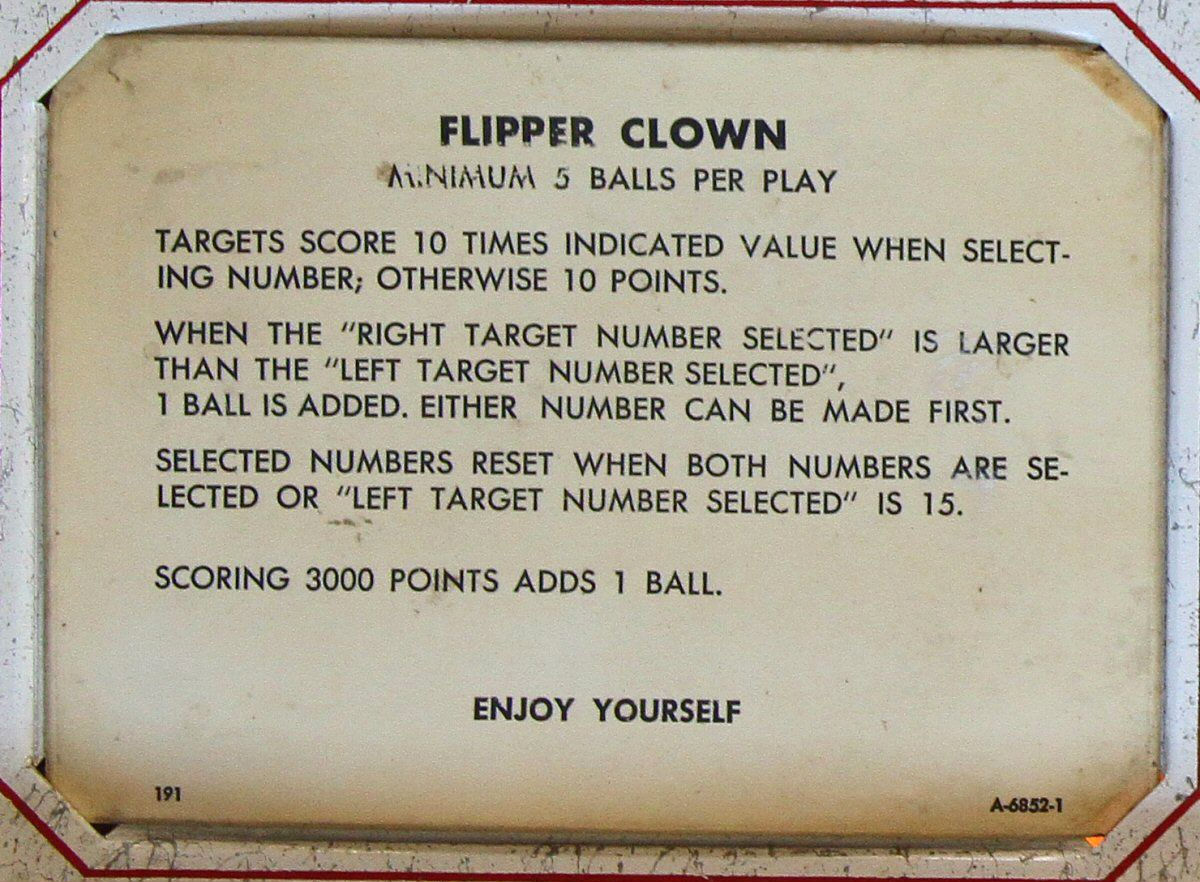 FLIPPER CLOWN
MINIMUM 5 BALLS PER PLAY
TARGETS SCORE 10 TIMES INDICATED VALUE WHEN SELECT-
ING NUMBER; OTHERWISE 10 POINTS.
WHEN THE "RIGHT TARGET NUMBER SELECTED" IS LARGER
THAN THE "LEFT TARGET NUMBER SELECTED",
1 BALL IS ADDED. EITHER NUMBER CAN BE MADE FIRST.
SELECTED NUMBERS RESET WHEN BOTH NUMBERS ARE SE-
LECTED OR "LEFT TARGET NUMBER SELECTED" IS 15.
SCORING 3000 POINTS ADDS 1 BALL.
ENJOY YOURSELF
191
A-6852-1